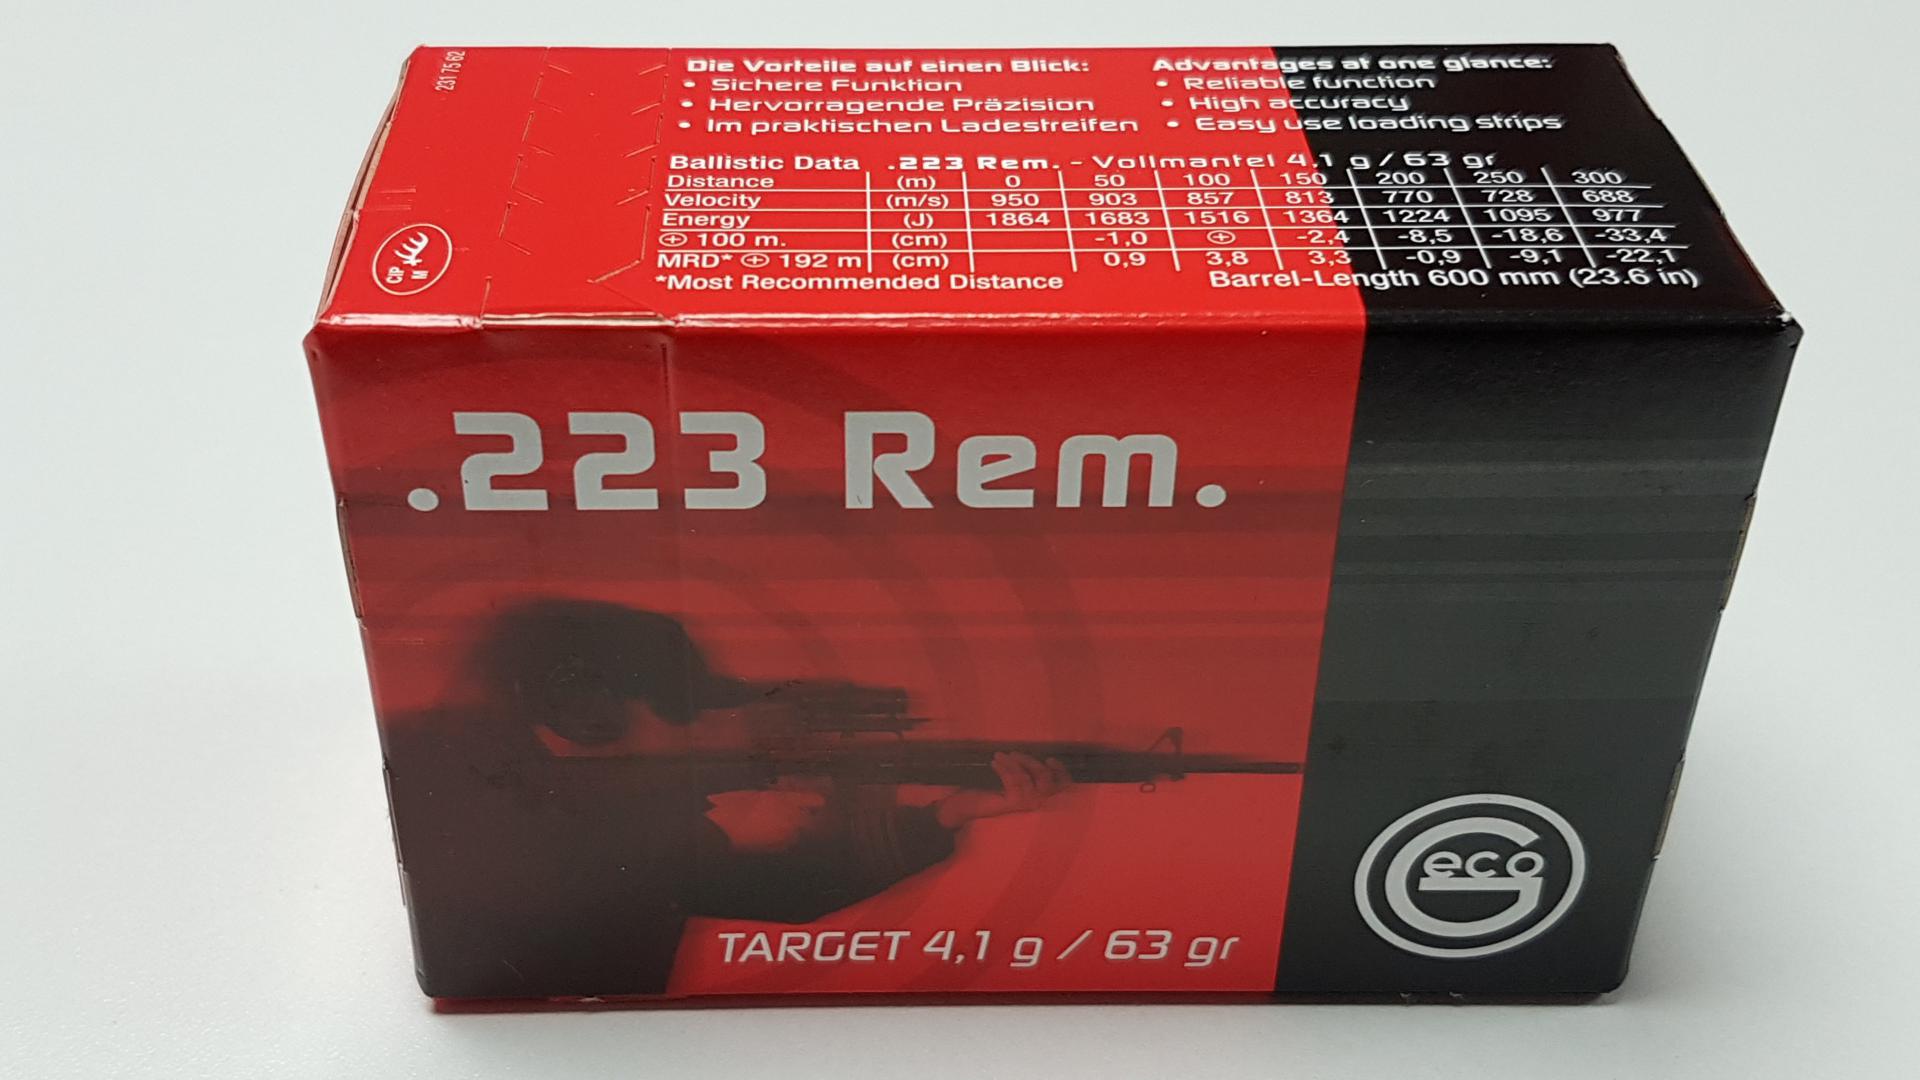 231 75 62
Die Vorteile auf einen Blick:
• Sichere Funktion
• Hervorragende Präzision
• Im praktischen Ladestreifen
Advantages at one glance:
• Reliable function
• High accuracy
• Easy use loading strips
Ballistic Data .223 Rem. - Vollmantel 4,1 g / 63 gr
Distance (m) 0 50 100 150 200 250 300
Velocity (m/s) 950 903 857 813 770 728 688
Energy (J) 1864 1683 1516 1364 1224 1095 977
⊕ 100 m. (cm) -1,0 ⊕ -2,4 -8,5 -18,6 -33,4
MRD* ⊕ 192 m (cm) 0,9 3,8 3,3 -0,9 -9,1 -22,1
*Most Recommended Distance Barrel-Length 600 mm (23.6 in)
CIP
M
.223 Rem.
TARGET 4,1 g / 63 gr
Geco